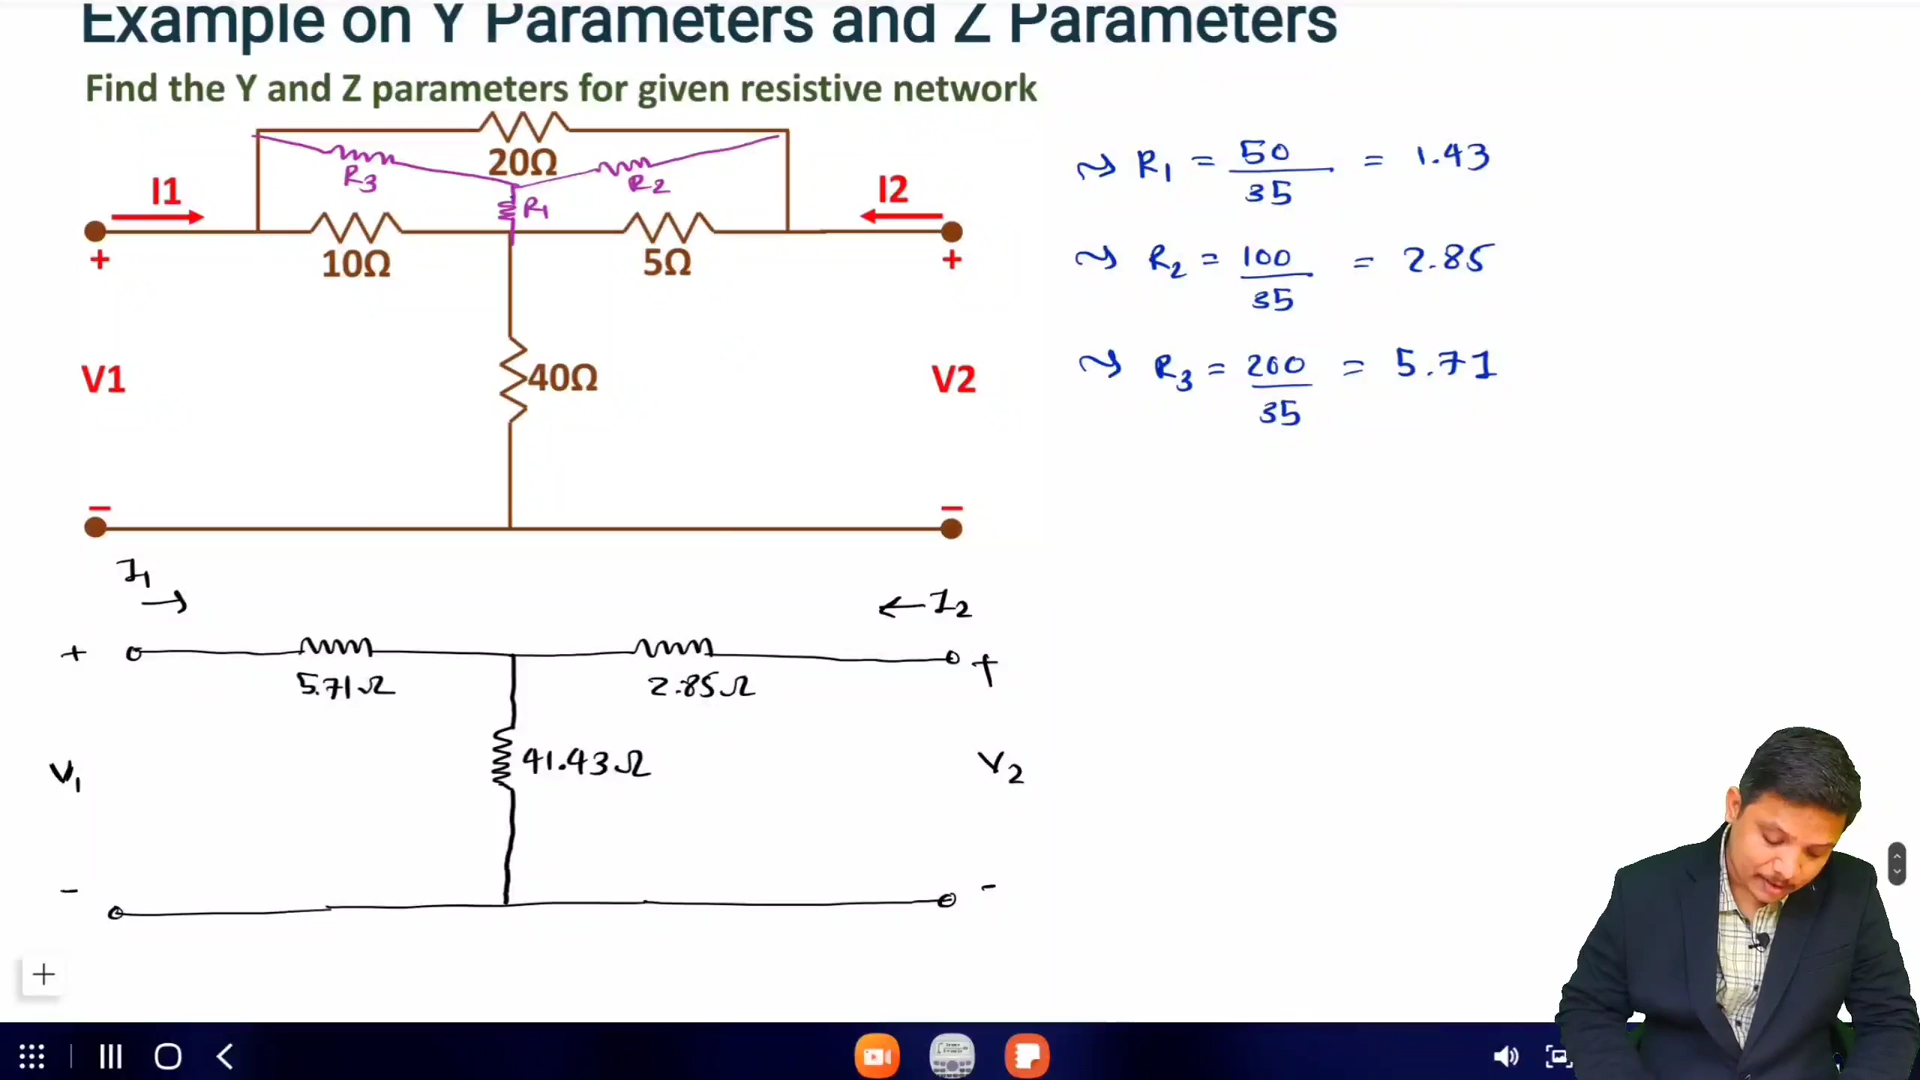 Example on Y Parameters and Z Parameters
Find the Y and Z parameters for given resistive network
20Ω
R3
R2
R1
I1
I2
10Ω
5Ω
+
+
V1
40Ω
V2
−
−
R1 = 50/35 = 1.43
R2 = 100/35 = 2.85
R3 = 200/35 = 5.71
I1
I2
+
+
5.71Ω
2.85Ω
V1
41.43Ω
V2
-
-